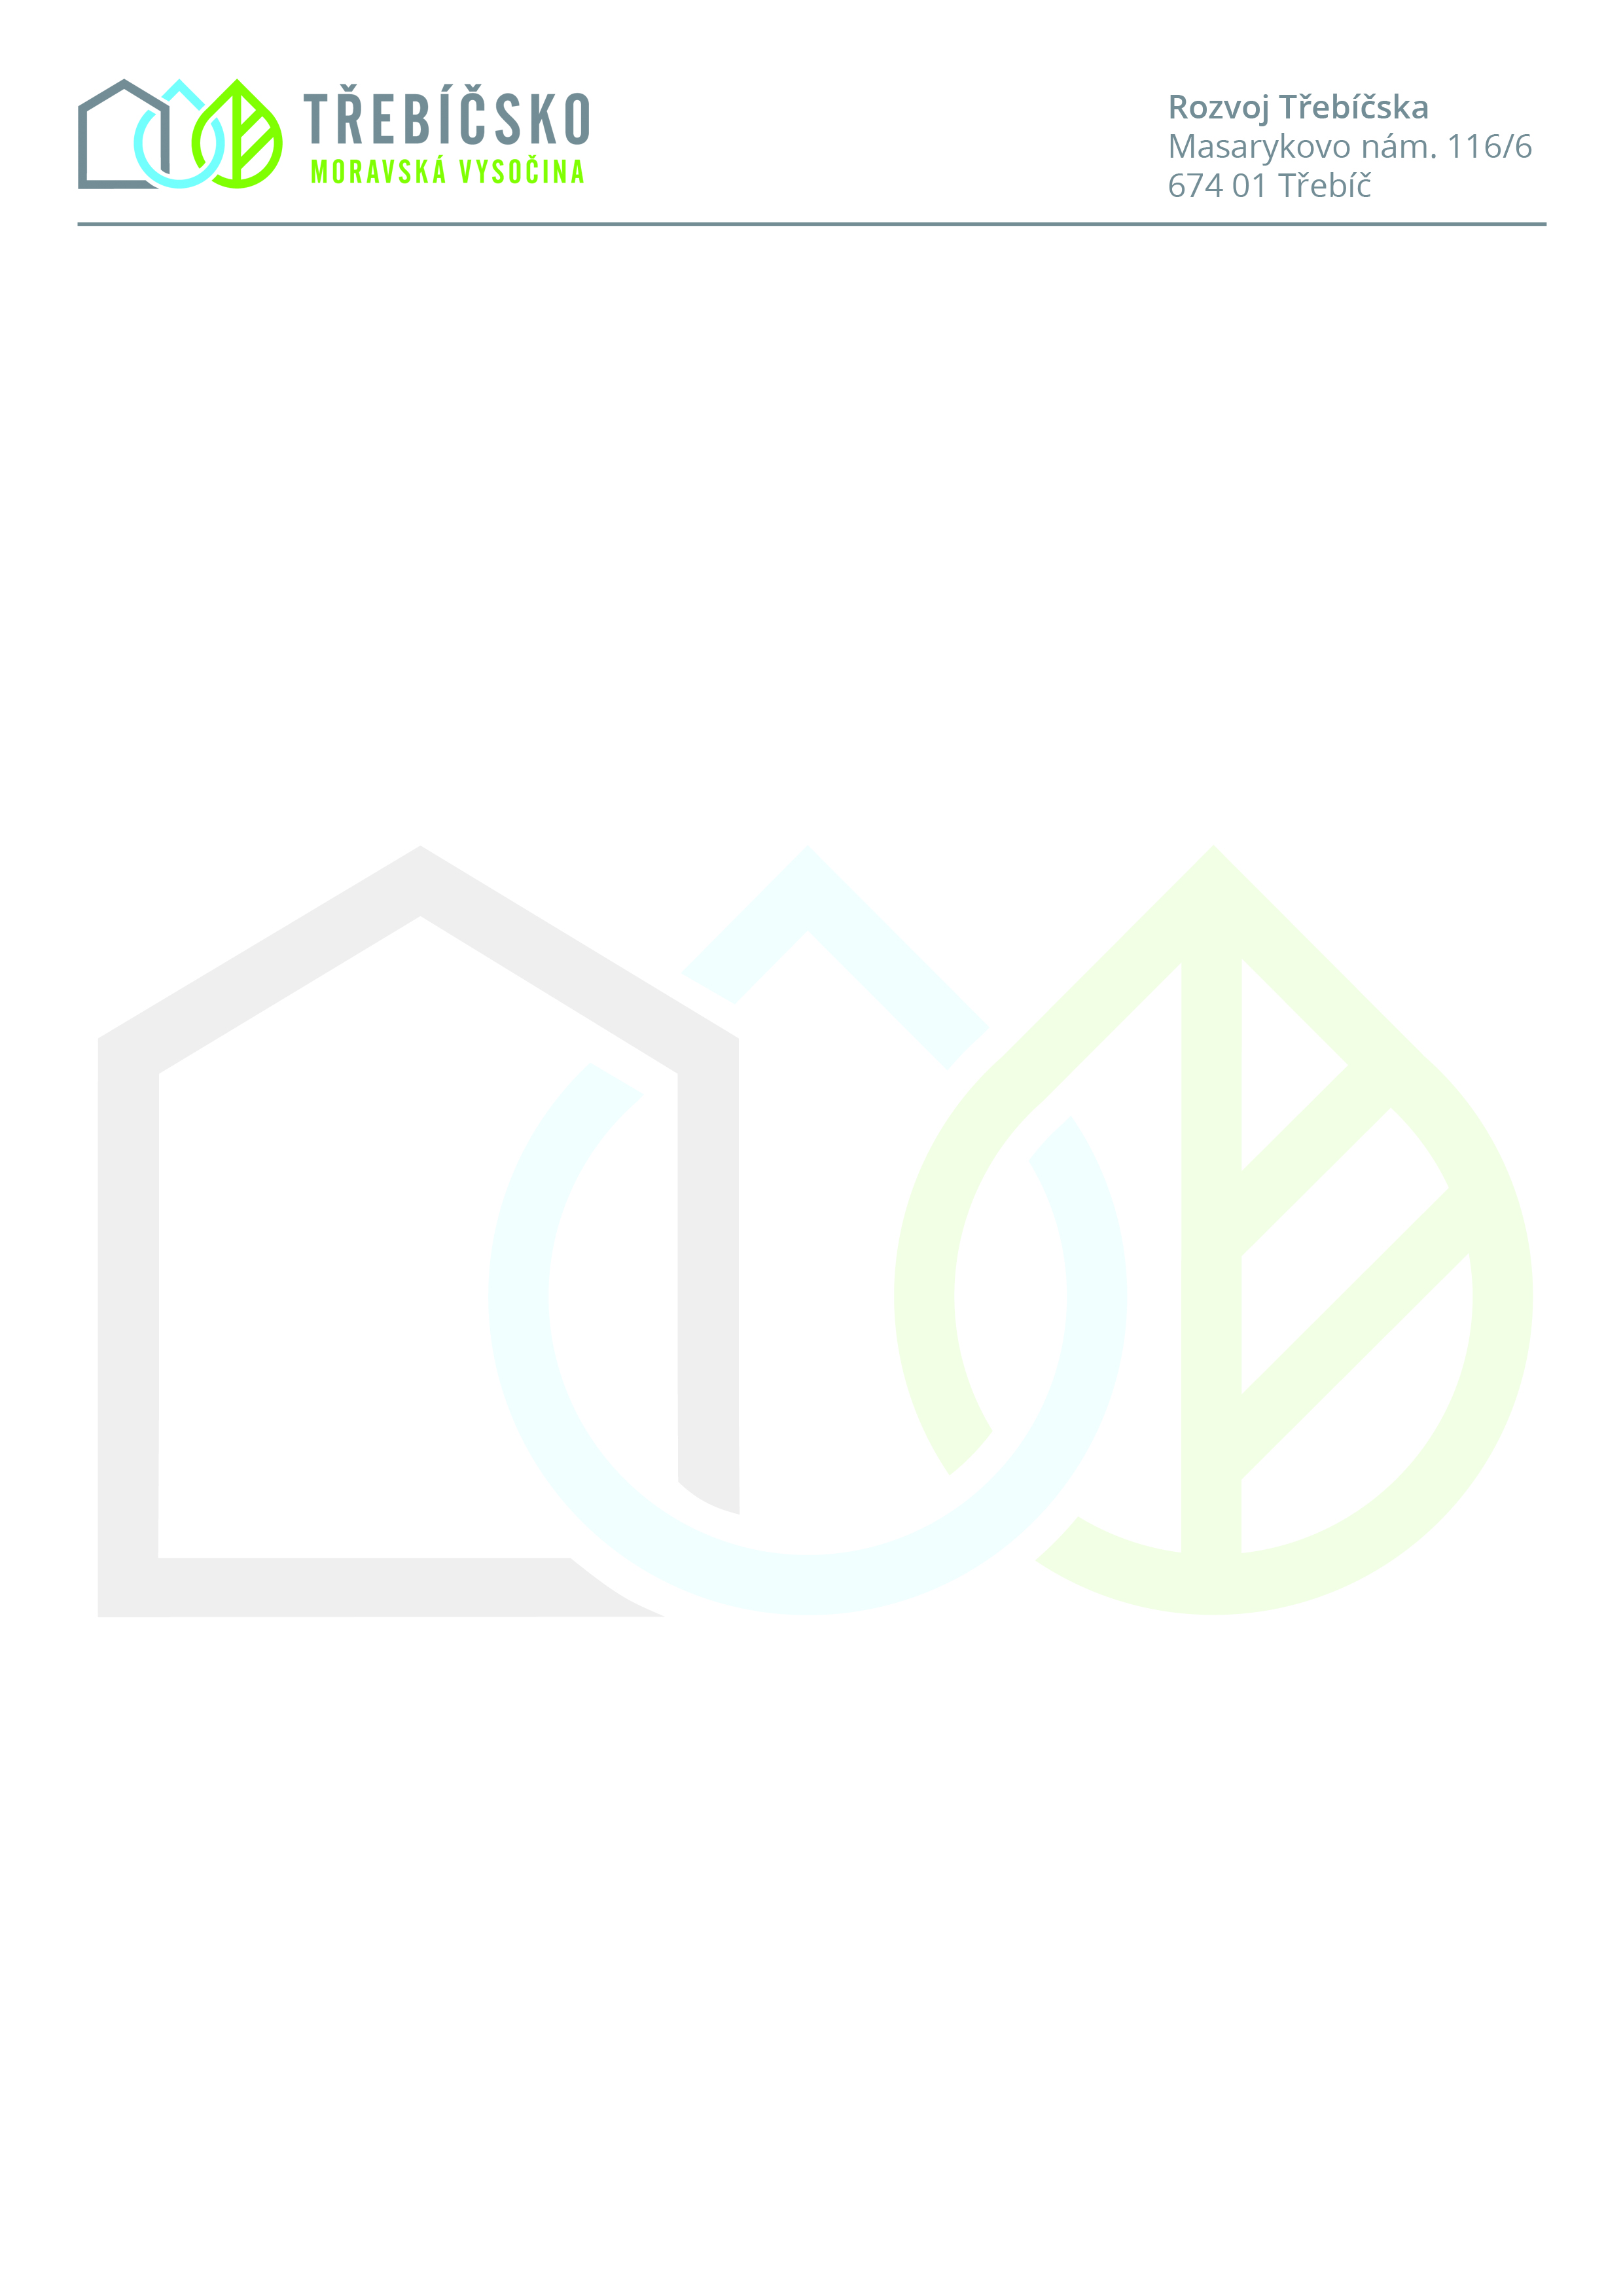 TŘEBÍČSKO
MORAVSKÁ VYSOČINA
Rozvoj Třebíčska
Masarykovo nám. 116/6
674 01 Třebíč